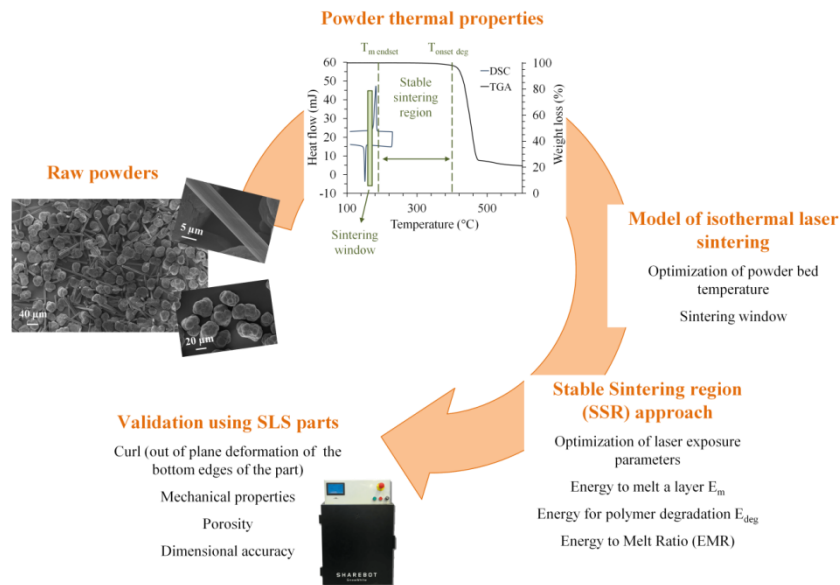 Powder thermal properties
T_m endset
T_onset deg
60
50
40
30
20
10
0
-10
Heat flow (mJ)
DSC
TGA
Stable
sintering
region
100
80
60
40
20
0
Weight loss (%)
100
300
500
Temperature (°C)
Sintering
window
Raw powders
5 µm
40 µm
20 µm
Model of isothermal laser
sintering
Optimization of powder bed
temperature
Sintering window
Stable Sintering region
(SSR) approach
Optimization of laser exposure
parameters
Energy to melt a layer E_m
Energy for polymer degradation E_deg
Energy to Melt Ratio (EMR)
Validation using SLS parts
Curl (out of plane deformation of the
bottom edges of the part)
Mechanical properties
Porosity
Dimensional accuracy
SHAREBOT